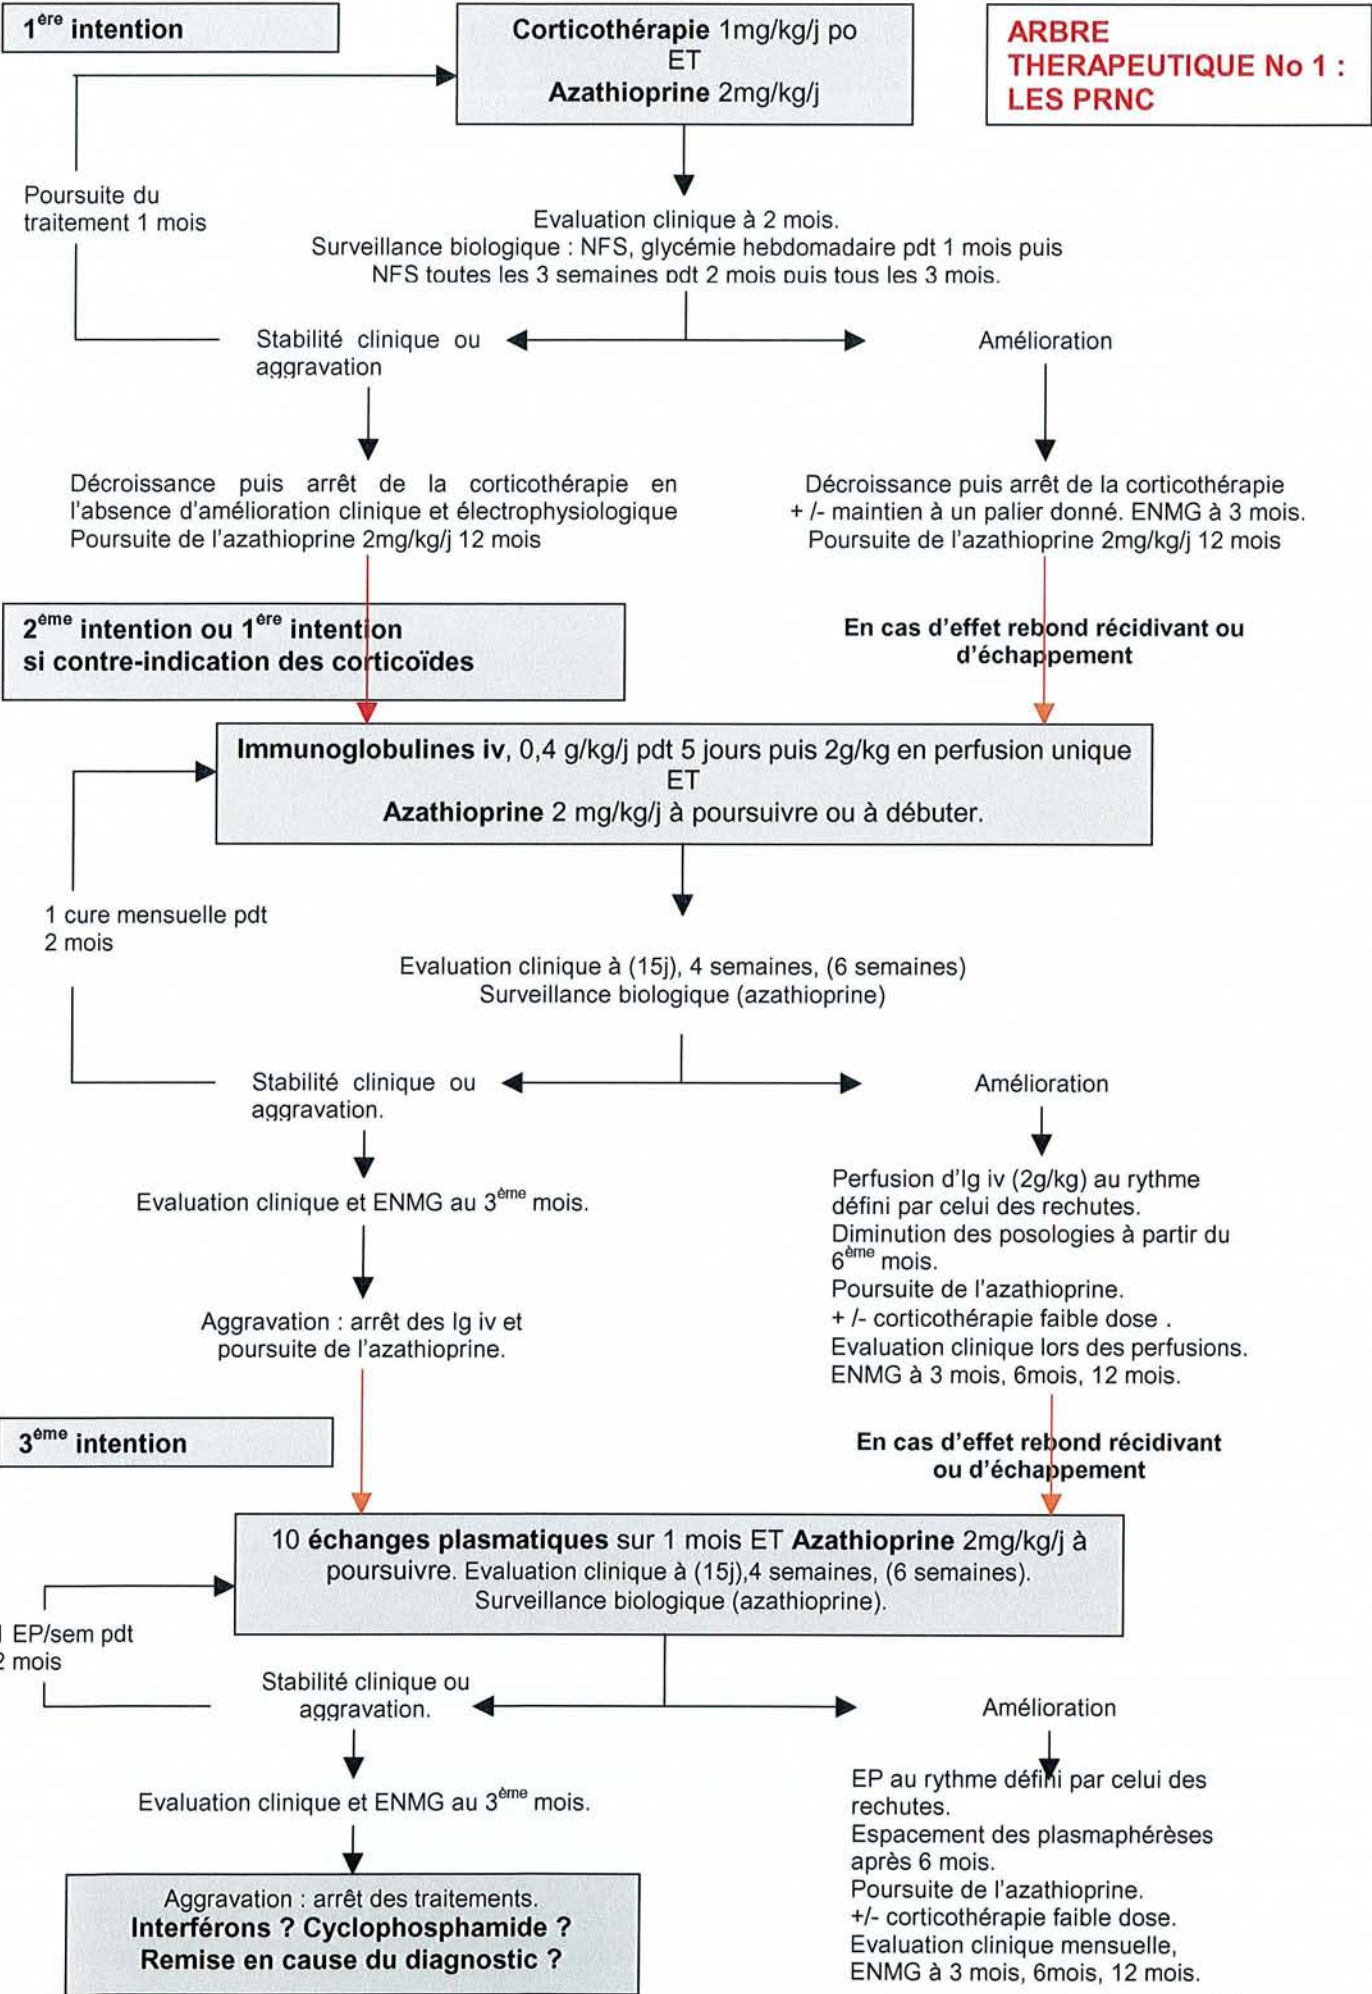 1ère intention
Corticothérapie 1mg/kg/j po
ET
Azathioprine 2mg/kg/j
ARBRE
THERAPEUTIQUE No 1 :
LES PRNC
Poursuite du
traitement 1 mois
Evaluation clinique à 2 mois.
Surveillance biologique : NFS, glycémie hebdomadaire pdt 1 mois puis
NFS toutes les 3 semaines pdt 2 mois puis tous les 3 mois.
Stabilité clinique ou
aggravation
Amélioration
Décroissance puis arrêt de la corticothérapie en
l'absence d'amélioration clinique et électrophysiologique
Poursuite de l'azathioprine 2mg/kg/j 12 mois
Décroissance puis arrêt de la corticothérapie
+ /- maintien à un palier donné. ENMG à 3 mois.
Poursuite de l'azathioprine 2mg/kg/j 12 mois
2ème intention ou 1ère intention
si contre-indication des corticoïdes
En cas d'effet rebond récidivant ou
d'échappement
Immunoglobulines iv, 0,4 g/kg/j pdt 5 jours puis 2g/kg en perfusion unique
ET
Azathioprine 2 mg/kg/j à poursuivre ou à débuter.
1 cure mensuelle pdt
2 mois
Evaluation clinique à (15j), 4 semaines, (6 semaines)
Surveillance biologique (azathioprine)
Stabilité clinique ou
aggravation.
Amélioration
Evaluation clinique et ENMG au 3ème mois.
Aggravation : arrêt des Ig iv et
poursuite de l'azathioprine.
Perfusion d'Ig iv (2g/kg) au rythme
défini par celui des rechutes.
Diminution des posologies à partir du
6ème mois.
Poursuite de l'azathioprine.
+ /- corticothérapie faible dose .
Evaluation clinique lors des perfusions.
ENMG à 3 mois, 6mois, 12 mois.
3ème intention
En cas d'effet rebond récidivant
ou d'échappement
10 échanges plasmatiques sur 1 mois ET Azathioprine 2mg/kg/j à
poursuivre. Evaluation clinique à (15j),4 semaines, (6 semaines).
Surveillance biologique (azathioprine).
1 EP/sem pdt
2 mois
Stabilité clinique ou
aggravation.
Amélioration
Evaluation clinique et ENMG au 3ème mois.
Aggravation : arrêt des traitements.
Interférons ? Cyclophosphamide ?
Remise en cause du diagnostic ?
EP au rythme défini par celui des
rechutes.
Espacement des plasmaphérèses
après 6 mois.
Poursuite de l'azathioprine.
+/- corticothérapie faible dose.
Evaluation clinique mensuelle,
ENMG à 3 mois, 6mois, 12 mois.